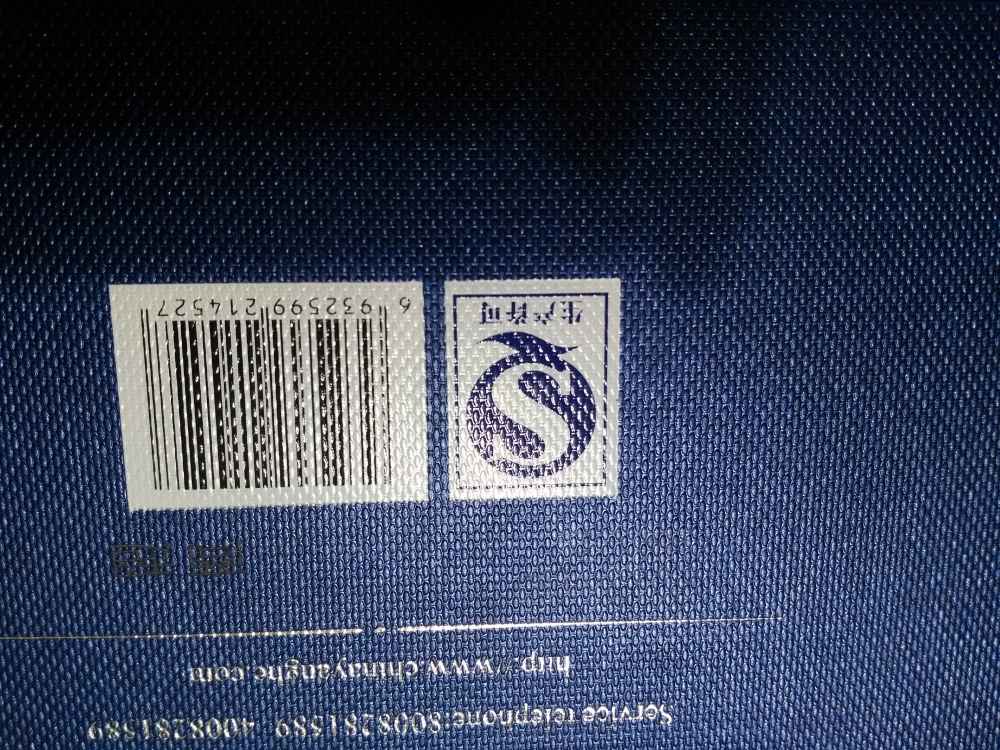 Service telephone:8008281589 4008281589
http://www.chinayanghe.com
生产许可
6 932599 214527